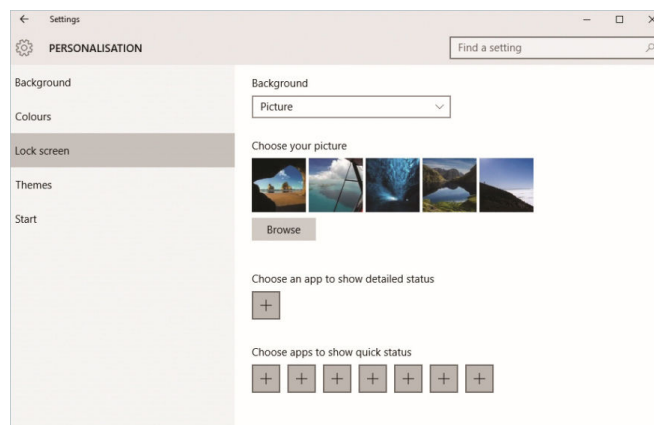 Settings
PERSONALISATION
Find a setting
Background
Colours
Lock screen
Themes
Start
Background
Picture
Choose your picture
Browse
Choose an app to show detailed status
Choose apps to show quick status